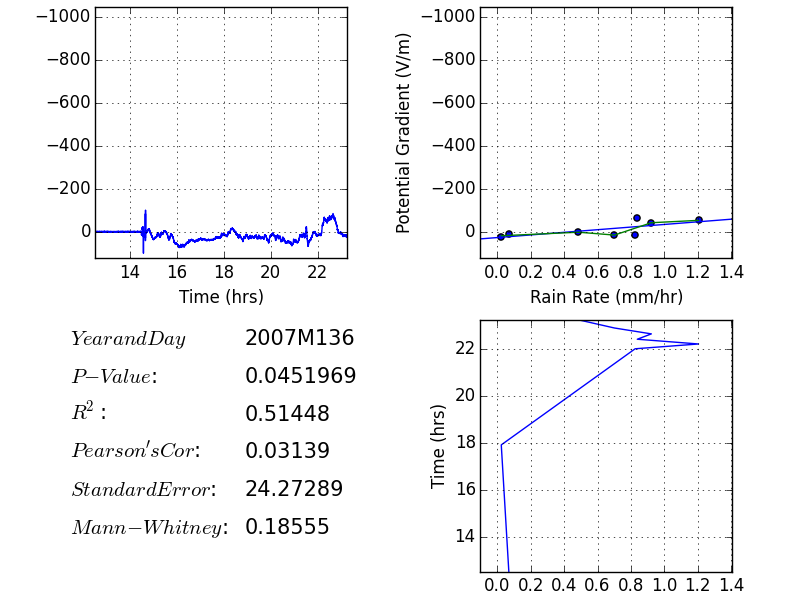 −1000
−800
−600
−400
−200
0
14 16 18 20 22
Time (hrs)
Potential Gradient (V/m)
−1000
−800
−600
−400
−200
0
0.0 0.2 0.4 0.6 0.8 1.0 1.2 1.4
Rain Rate (mm/hr)
YearandDay 2007M136
P−Value: 0.0451969
R²: 0.51448
Pearson'sCor: 0.03139
StandardError: 24.27289
Mann−Whitney: 0.18555
Time (hrs)
22
20
18
16
14
0.0 0.2 0.4 0.6 0.8 1.0 1.2 1.4